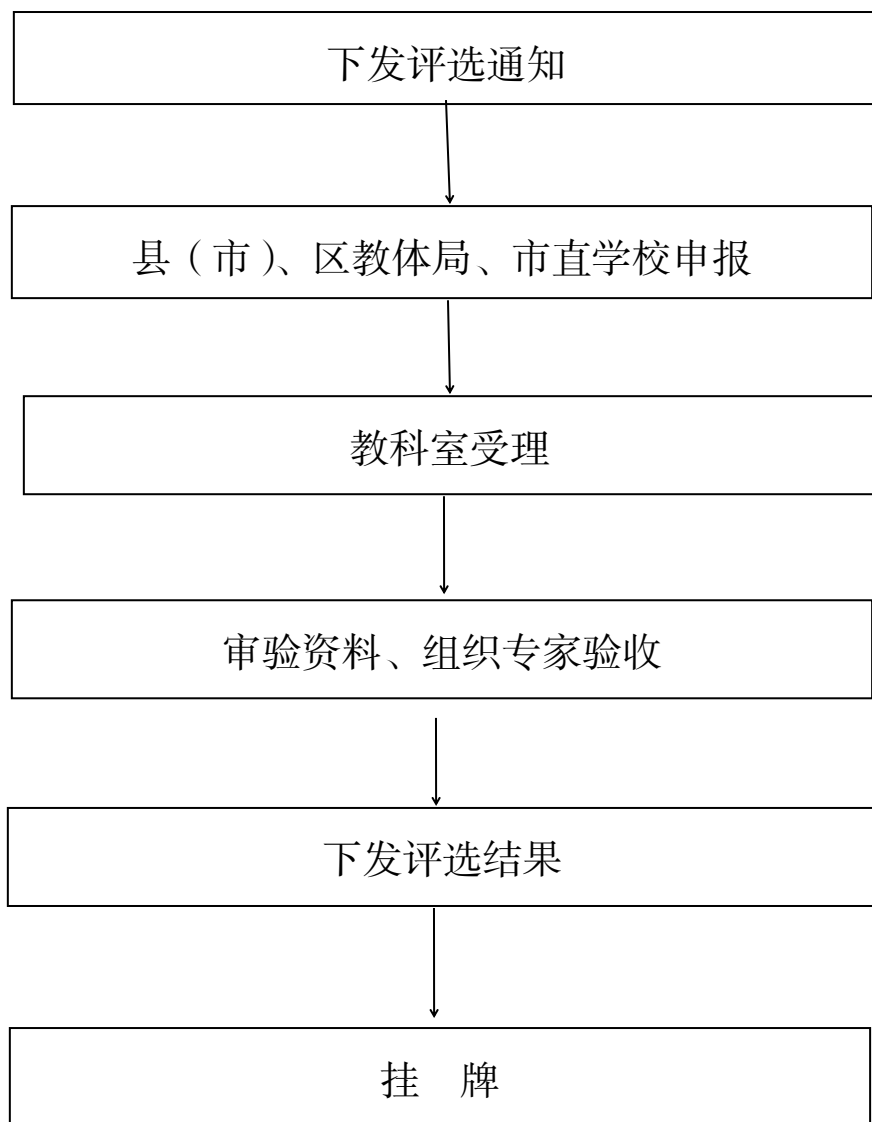 下发评选通知
县（市）、区教体局、市直学校申报
教科室受理
审验资料、组织专家验收
下发评选结果
挂　牌